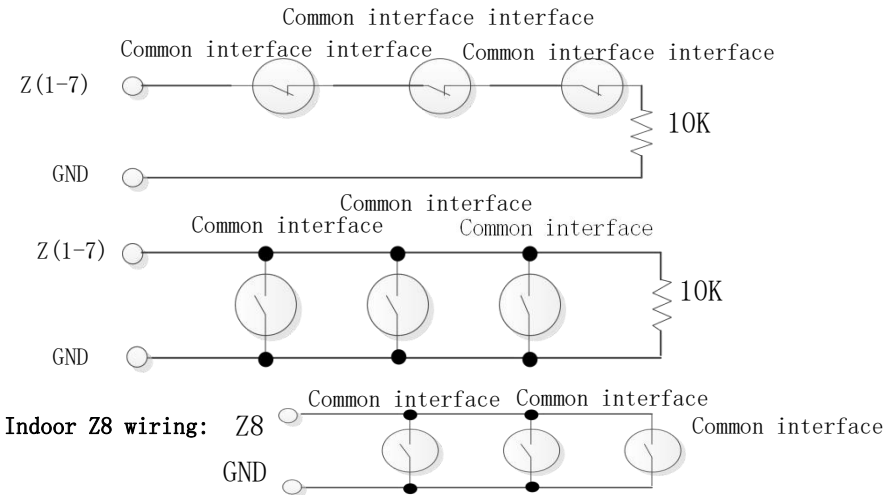 Common interface interface
Common interface interface
Common interface interface
Z(1-7)
10K
GND
Common interface
Common interface
Common interface
Z(1-7)
10K
GND
Common interface
Common interface
Indoor Z8 wiring:
Z8
Common interface
GND